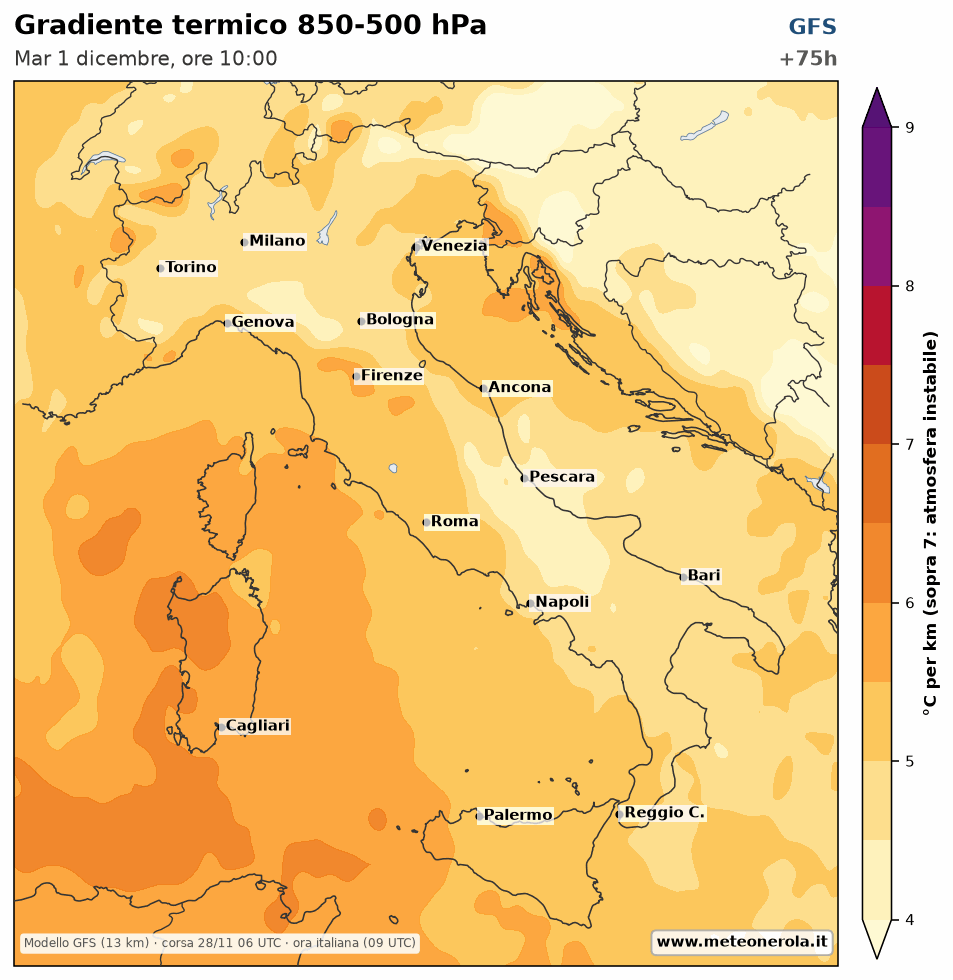 Gradiente termico 850-500 hPa
GFS
Mar 1 dicembre, ore 10:00
+75h
Milano
Venezia
Torino
Genova
Bologna
Firenze
Ancona
Pescara
Roma
Bari
Napoli
Cagliari
Palermo
Reggio C.
9
8
7
6
5
4
°C per km (sopra 7: atmosfera instabile)
Modello GFS (13 km) · corsa 28/11 06 UTC · ora italiana (09 UTC)
www.meteonerola.it